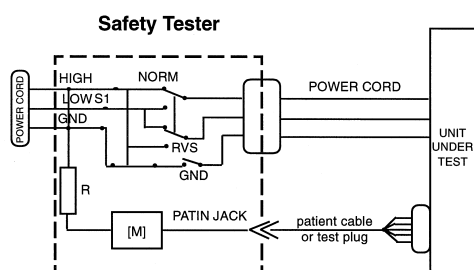 Safety Tester
HIGH
NORM
POWER CORD
LOW S1
GND
POWER CORD
UNIT
UNDER
TEST
RVS
GND
R
PATIN JACK
[M]
patient cable
or test plug